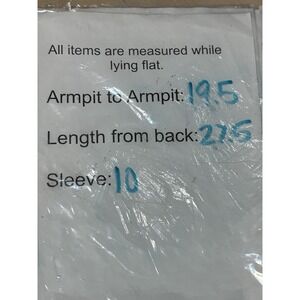 All items are measured while
lying flat.
Armpit to Armpit: 19.5
Length from back: 27.5
Sleeve: 10